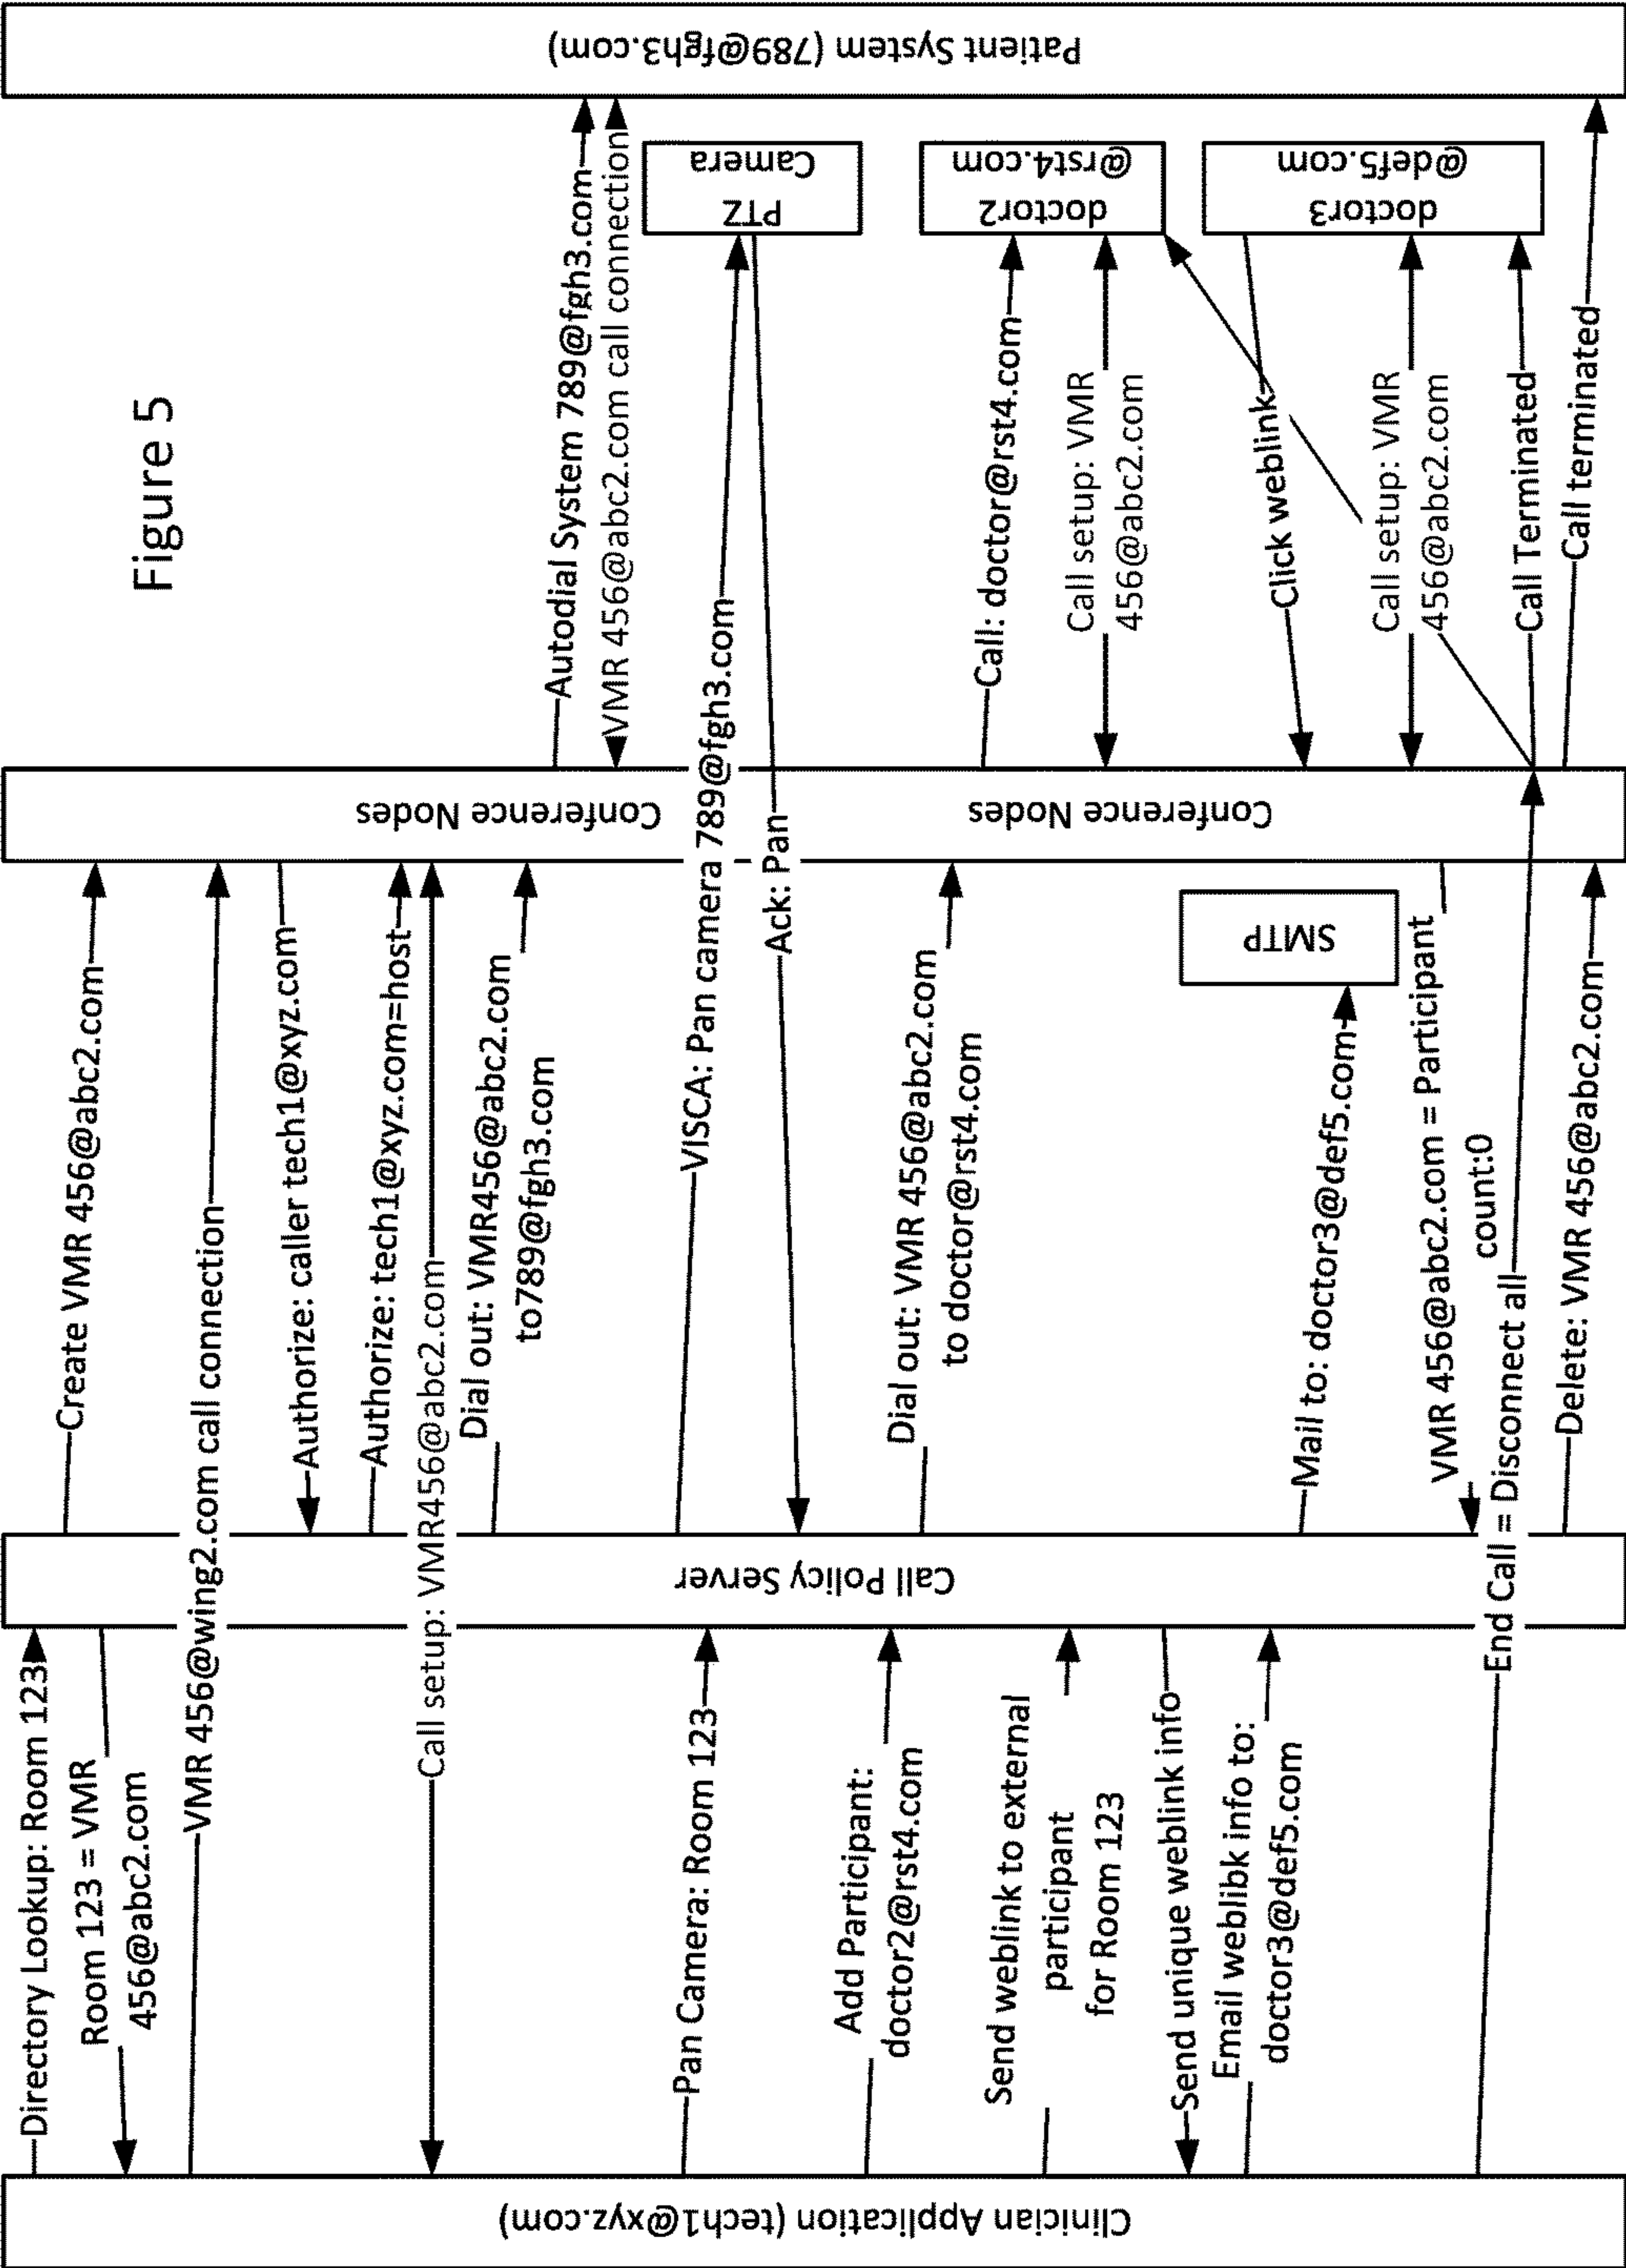 Figure 5
Clinician Application (tech1@xyz.com)
Call Policy Server
Conference Nodes
Conference Nodes
Patient System (789@fgh3.com)
Directory Lookup: Room 123
Room 123 = VMR
456@abc2.com
Create VMR 456@abc2.com
VMR 456@wing2.com call connection
Authorize: caller tech1@xyz.com
Authorize: tech1@xyz.com=host
Call setup: VMR456@abc2.com
Dial out: VMR456@abc2.com
to789@fgh3.com
Autodial System 789@fgh3.com
VMR 456@abc2.com call connection
Pan Camera: Room 123
VISCA: Pan camera 789@fgh3.com
PTZ
Camera
Ack: Pan
Add Participant:
doctor2@rst4.com
Dial out: VMR 456@abc2.com
to doctor@rst4.com
Call: doctor@rst4.com
doctor2
@rst4.com
Call setup: VMR
456@abc2.com
Send weblink to external
participant
for Room 123
Send unique weblink info
Email weblibk info to:
doctor3@def5.com
Mail to: doctor3@def5.com
SMTP
Click weblink
doctor3
@def5.com
Call setup: VMR
456@abc2.com
VMR 456@abc2.com = Participant
count:0
End Call = Disconnect all
Call Terminated
Call terminated
Delete: VMR 456@abc2.com